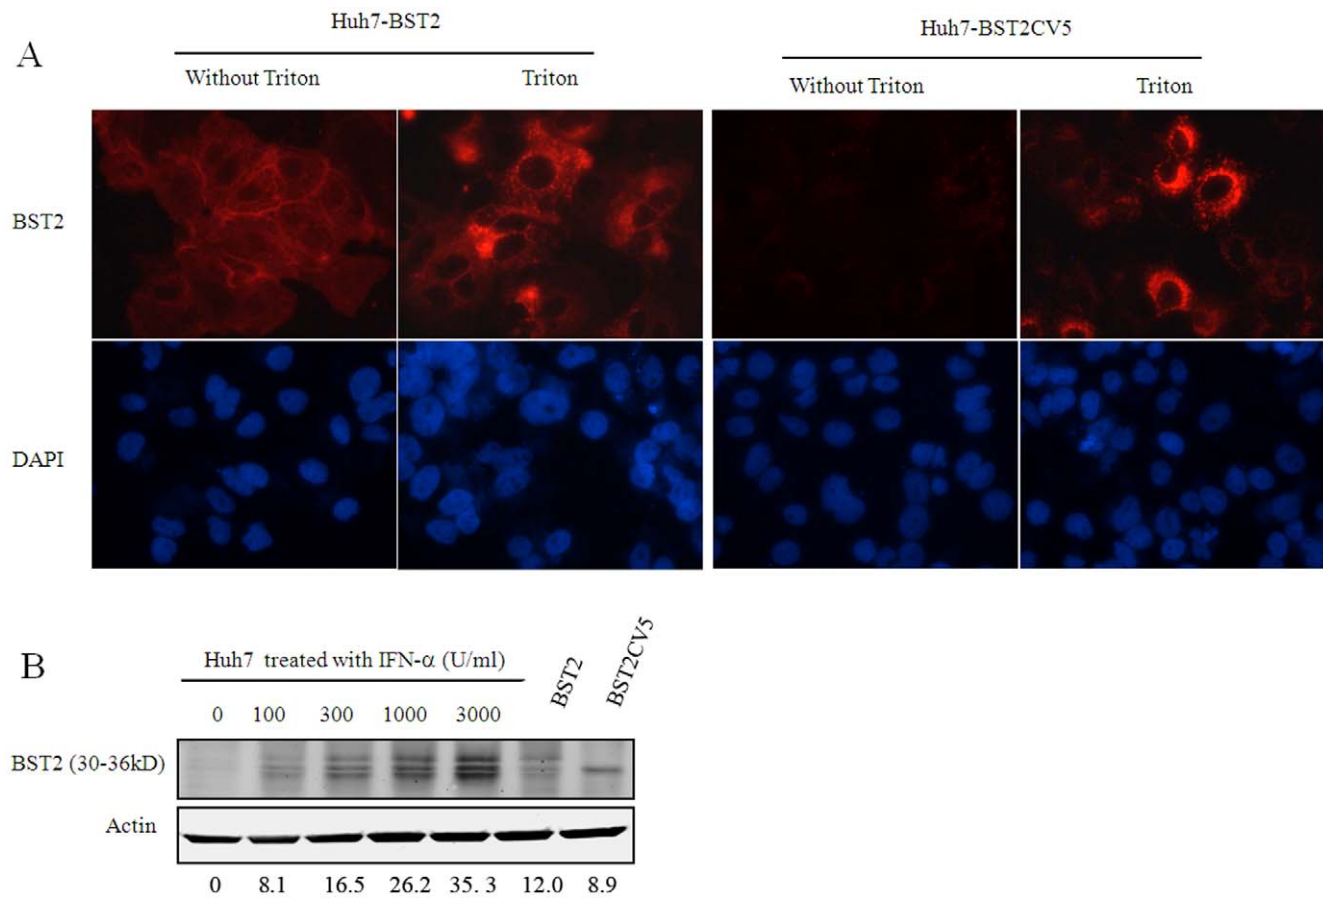 A
Huh7-BST2
Huh7-BST2CV5
Without Triton
Triton
Without Triton
Triton
BST2
DAPI
B
Huh7 treated with IFN-α (U/ml)
BST2
BST2CV5
0 100 300 1000 3000
BST2 (30-36kD)
Actin
0 8.1 16.5 26.2 35. 3 12.0 8.9